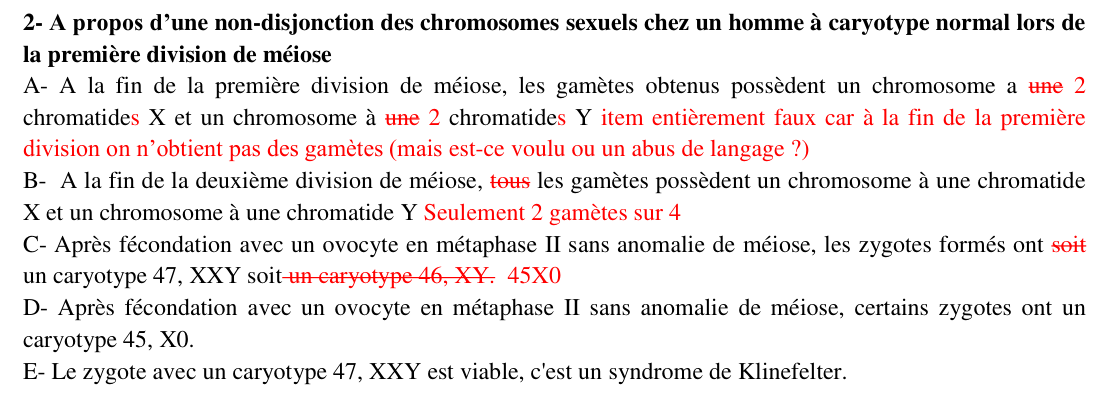 2- A propos d'une non-disjonction des chromosomes sexuels chez un homme à caryotype normal lors de
la première division de méiose
A- A la fin de la première division de méiose, les gamètes obtenus possèdent un chromosome a une 2
chromatides X et un chromosome à une 2 chromatides Y item entièrement faux car à la fin de la première
division on n'obtient pas des gamètes (mais est-ce voulu ou un abus de langage ?)
B- A la fin de la deuxième division de méiose, tous les gamètes possèdent un chromosome à une chromatide
X et un chromosome à une chromatide Y Seulement 2 gamètes sur 4
C- Après fécondation avec un ovocyte en métaphase II sans anomalie de méiose, les zygotes formés ont soit
un caryotype 47, XXY soit un caryotype 46, XY. 45X0
D- Après fécondation avec un ovocyte en métaphase II sans anomalie de méiose, certains zygotes ont un
caryotype 45, X0.
E- Le zygote avec un caryotype 47, XXY est viable, c'est un syndrome de Klinefelter.